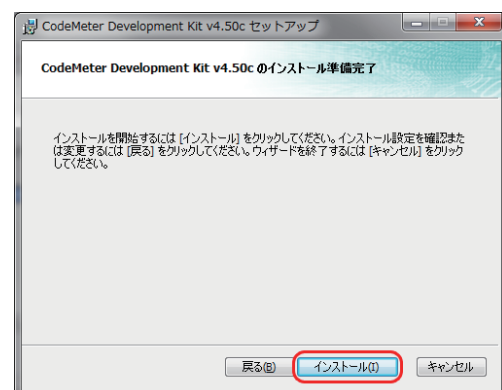 CodeMeter Development Kit v4.50c セットアップ
CodeMeter Development Kit v4.50c のインストール準備完了
インストールを開始するには [インストール] をクリックしてください。インストール設定を確認また
は変更するには [戻る] をクリックしてください。ウィザードを終了するには [キャンセル] をクリック
してください。
戻る(B) インストール(I) キャンセル